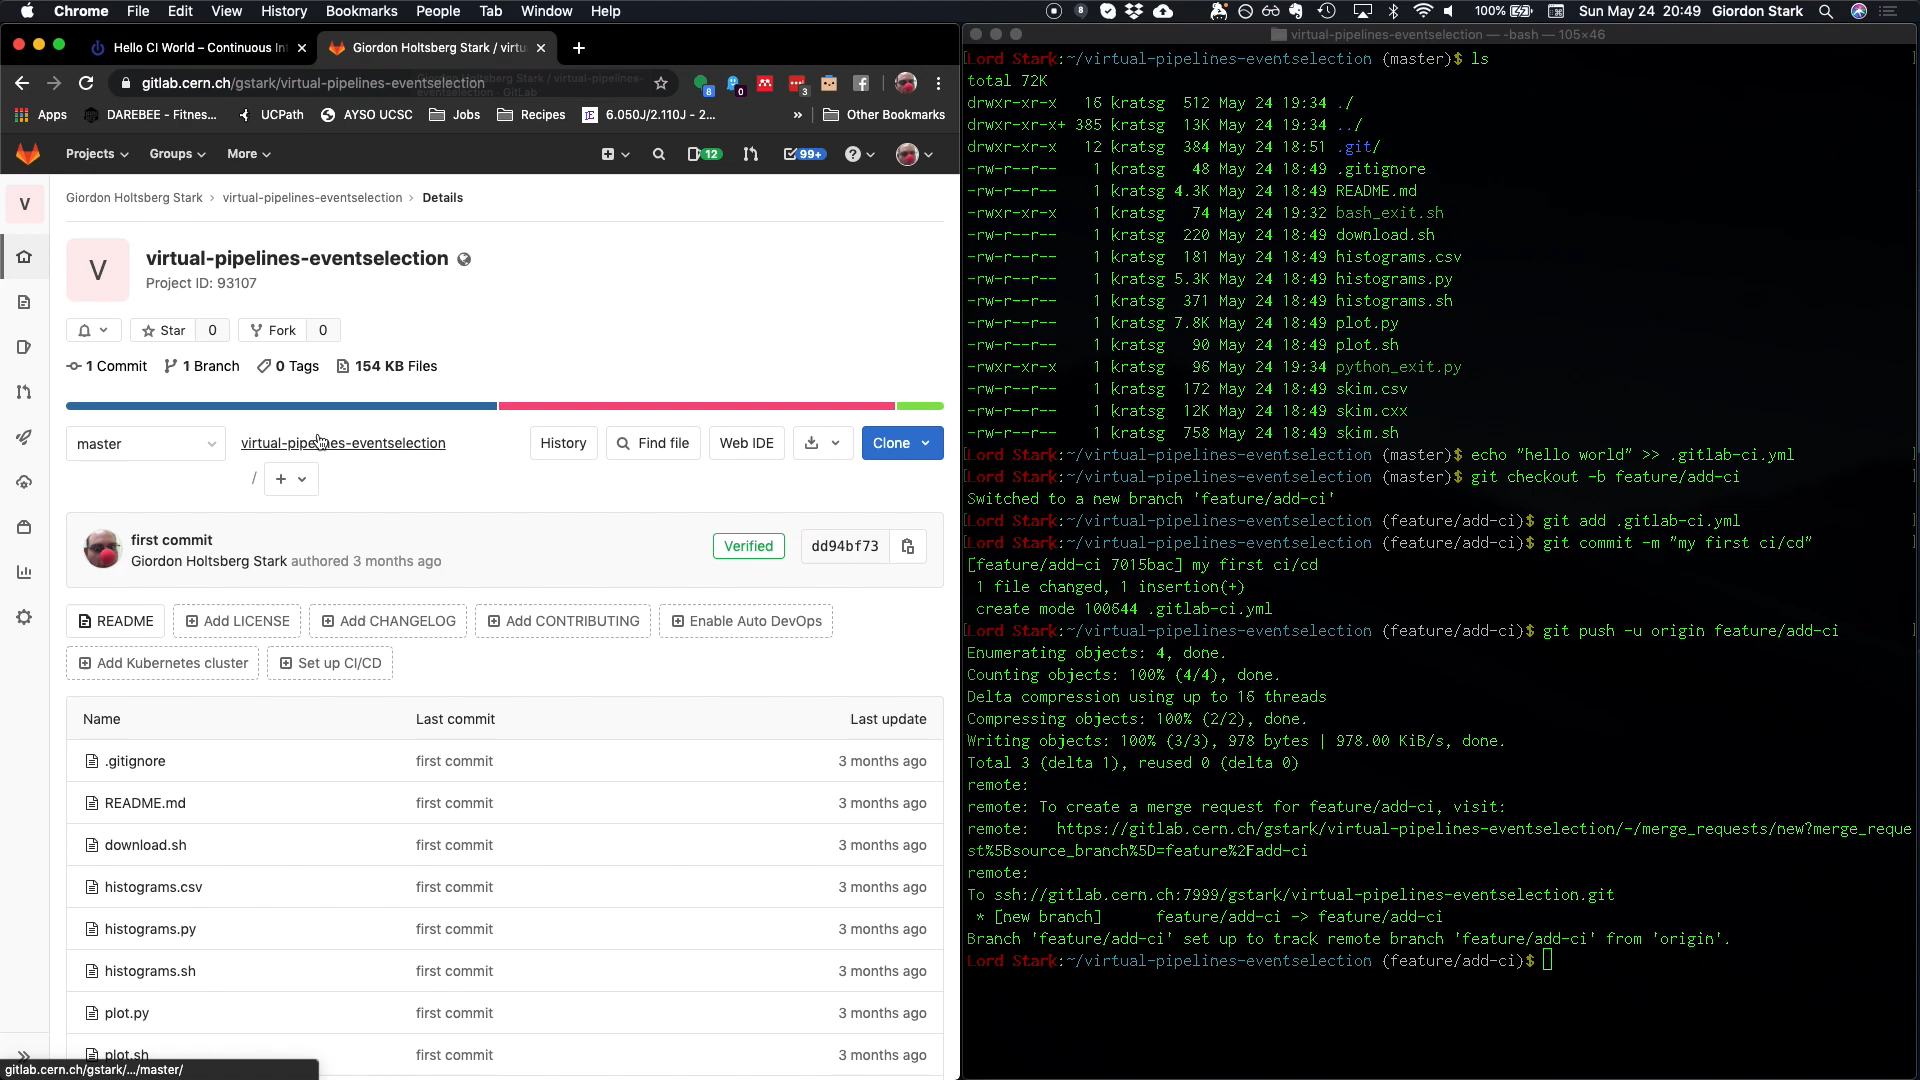 Chrome File Edit View History Bookmarks People Tab Window Help
8 100% Sun May 24 20:49 Giordon Stark
Hello CI World – Continuous In
Giordon Holtsberg Stark / virtu
gitlab.cern.ch/gstark/virtual-pipelines-eventselection
8 0 3
Apps DAREBEE - Fitnes... UCPath AYSO UCSC Jobs Recipes 6.050J/2.110J - 2... » Other Bookmarks
Projects Groups More 12 99+
V
Giordon Holtsberg Stark › virtual-pipelines-eventselection › Details
V
virtual-pipelines-eventselection
Project ID: 93107
Star 0 Fork 0
1 Commit 1 Branch 0 Tags 154 KB Files
master
virtual-pipelines-eventselection
/ +
History Find file Web IDE Clone
first commit
Giordon Holtsberg Stark authored 3 months ago
Verified dd94bf73
README Add LICENSE Add CHANGELOG Add CONTRIBUTING Enable Auto DevOps
Add Kubernetes cluster Set up CI/CD
Name Last commit Last update
.gitignore first commit 3 months ago
README.md first commit 3 months ago
download.sh first commit 3 months ago
histograms.csv first commit 3 months ago
histograms.py first commit 3 months ago
histograms.sh first commit 3 months ago
plot.py first commit 3 months ago
plot.sh first commit 3 months ago
gitlab.cern.ch/gstark/.../master/
virtual-pipelines-eventselection — -bash — 105×46
[Lord Stark:~/virtual-pipelines-eventselection (master)$ ls ]
total 72K
drwxr-xr-x 16 kratsg 512 May 24 19:34 ./
drwxr-xr-x+ 385 kratsg 13K May 24 19:34 ../
drwxr-xr-x 12 kratsg 384 May 24 18:51 .git/
-rw-r--r-- 1 kratsg 48 May 24 18:49 .gitignore
-rw-r--r-- 1 kratsg 4.3K May 24 18:49 README.md
-rwxr-xr-x 1 kratsg 74 May 24 19:32 bash_exit.sh
-rw-r--r-- 1 kratsg 220 May 24 18:49 download.sh
-rw-r--r-- 1 kratsg 181 May 24 18:49 histograms.csv
-rw-r--r-- 1 kratsg 5.3K May 24 18:49 histograms.py
-rw-r--r-- 1 kratsg 371 May 24 18:49 histograms.sh
-rw-r--r-- 1 kratsg 7.8K May 24 18:49 plot.py
-rw-r--r-- 1 kratsg 90 May 24 18:49 plot.sh
-rwxr-xr-x 1 kratsg 96 May 24 19:34 python_exit.py
-rw-r--r-- 1 kratsg 172 May 24 18:49 skim.csv
-rw-r--r-- 1 kratsg 12K May 24 18:49 skim.cxx
-rw-r--r-- 1 kratsg 758 May 24 18:49 skim.sh
[Lord Stark:~/virtual-pipelines-eventselection (master)$ echo "hello world" >> .gitlab-ci.yml ]
[Lord Stark:~/virtual-pipelines-eventselection (master)$ git checkout -b feature/add-ci ]
Switched to a new branch 'feature/add-ci'
[Lord Stark:~/virtual-pipelines-eventselection (feature/add-ci)$ git add .gitlab-ci.yml ]
[Lord Stark:~/virtual-pipelines-eventselection (feature/add-ci)$ git commit -m "my first ci/cd" ]
[feature/add-ci 7015bac] my first ci/cd
1 file changed, 1 insertion(+)
create mode 100644 .gitlab-ci.yml
[Lord Stark:~/virtual-pipelines-eventselection (feature/add-ci)$ git push -u origin feature/add-ci ]
Enumerating objects: 4, done.
Counting objects: 100% (4/4), done.
Delta compression using up to 16 threads
Compressing objects: 100% (2/2), done.
Writing objects: 100% (3/3), 978 bytes | 978.00 KiB/s, done.
Total 3 (delta 1), reused 0 (delta 0)
remote:
remote: To create a merge request for feature/add-ci, visit:
remote: https://gitlab.cern.ch/gstark/virtual-pipelines-eventselection/-/merge_requests/new?merge_reque
st%5Bsource_branch%5D=feature%2Fadd-ci
remote:
To ssh://gitlab.cern.ch:7999/gstark/virtual-pipelines-eventselection.git
* [new branch] feature/add-ci -> feature/add-ci
Branch 'feature/add-ci' set up to track remote branch 'feature/add-ci' from 'origin'.
Lord Stark:~/virtual-pipelines-eventselection (feature/add-ci)$